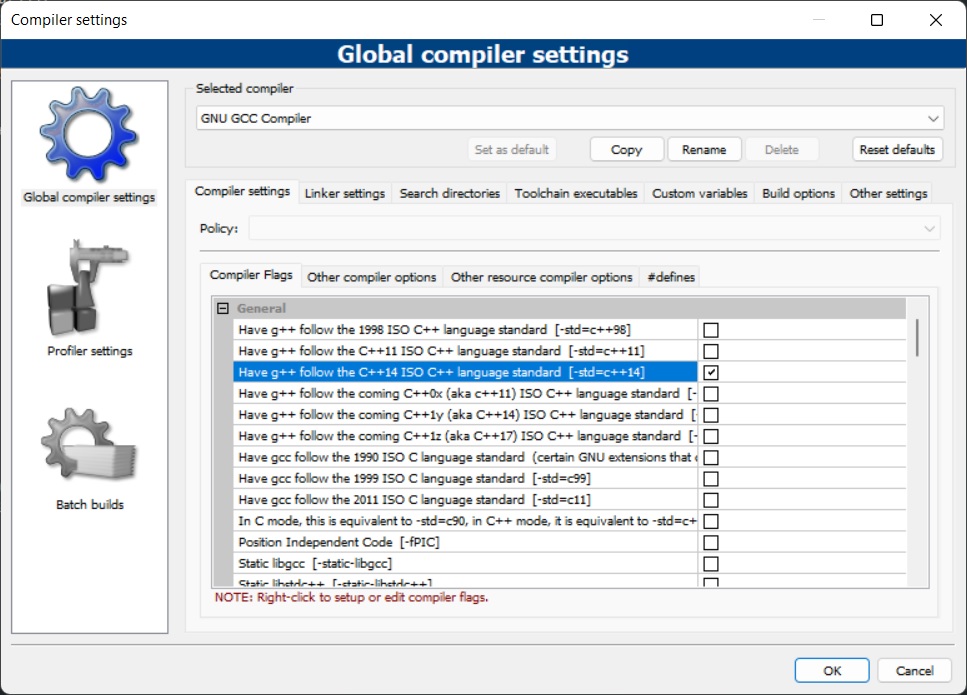 Compiler settings
Global compiler settings
Global compiler settings
Profiler settings
Batch builds
Selected compiler
GNU GCC Compiler
Set as default Copy Rename Delete Reset defaults
Compiler settings Linker settings Search directories Toolchain executables Custom variables Build options Other settings
Policy:
Compiler Flags Other compiler options Other resource compiler options #defines
General
Have g++ follow the 1998 ISO C++ language standard [-std=c++98]
Have g++ follow the C++11 ISO C++ language standard [-std=c++11]
Have g++ follow the C++14 ISO C++ language standard [-std=c++14]
Have g++ follow the coming C++0x (aka c++11) ISO C++ language standard [-
Have g++ follow the coming C++1y (aka C++14) ISO C++ language standard [-
Have g++ follow the coming C++1z (aka C++17) ISO C++ language standard [-
Have gcc follow the 1990 ISO C language standard (certain GNU extensions that
Have gcc follow the 1999 ISO C language standard [-std=c99]
Have gcc follow the 2011 ISO C language standard [-std=c11]
In C mode, this is equivalent to -std=c90, in C++ mode, it is equivalent to -std=c+
Position Independent Code [-fPIC]
Static libgcc [-static-libgcc]
Static libstdc++ [-static-libstdc++]
NOTE: Right-click to setup or edit compiler flags.
OK Cancel